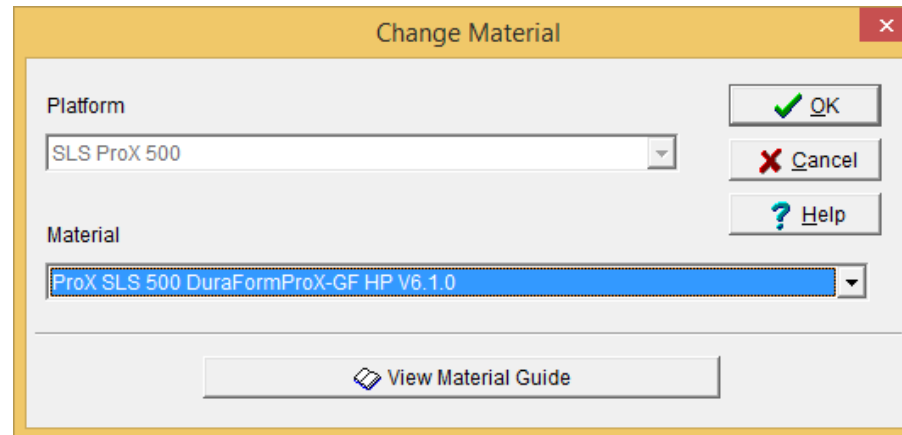 Change Material
Platform
OK
SLS ProX 500
Cancel
Help
Material
ProX SLS 500 DuraFormProX-GF HP V6.1.0
View Material Guide